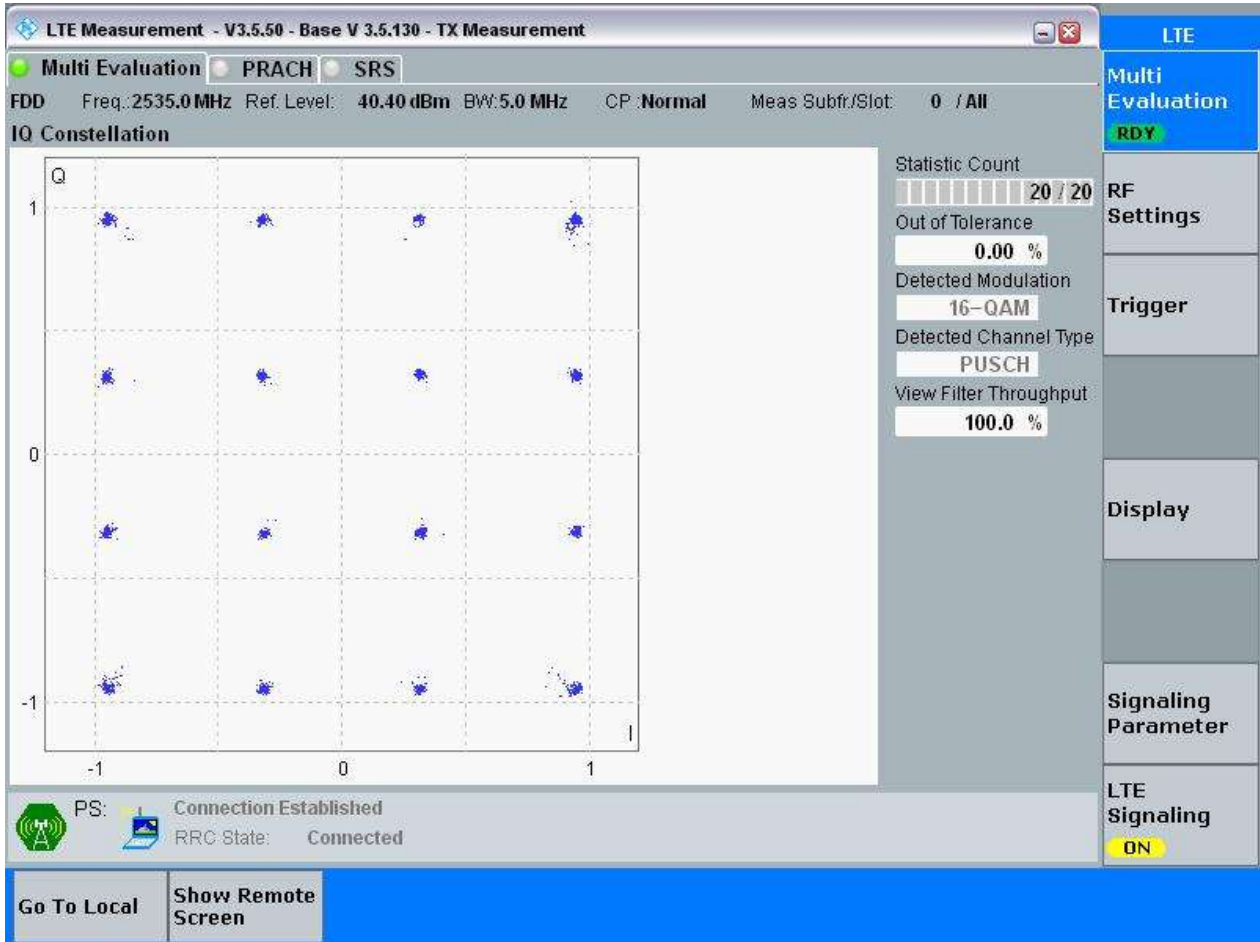 LTE Measurement - V3.5.50 - Base V 3.5.130 - TX Measurement
LTE
Multi Evaluation PRACH SRS
Multi
Evaluation
RDY
FDD Freq.:2535.0 MHz Ref. Level: 40.40 dBm BW:5.0 MHz CP :Normal Meas Subfr./Slot: 0 / All
IQ Constellation
Q
1
0
-1
-1 0 1
I
Statistic Count
20 / 20
Out of Tolerance
0.00 %
Detected Modulation
16-QAM
Detected Channel Type
PUSCH
View Filter Throughput
100.0 %
RF
Settings
Trigger
Display
Signaling
Parameter
LTE
Signaling
ON
PS: Connection Established
RRC State: Connected
Go To Local
Show Remote
Screen